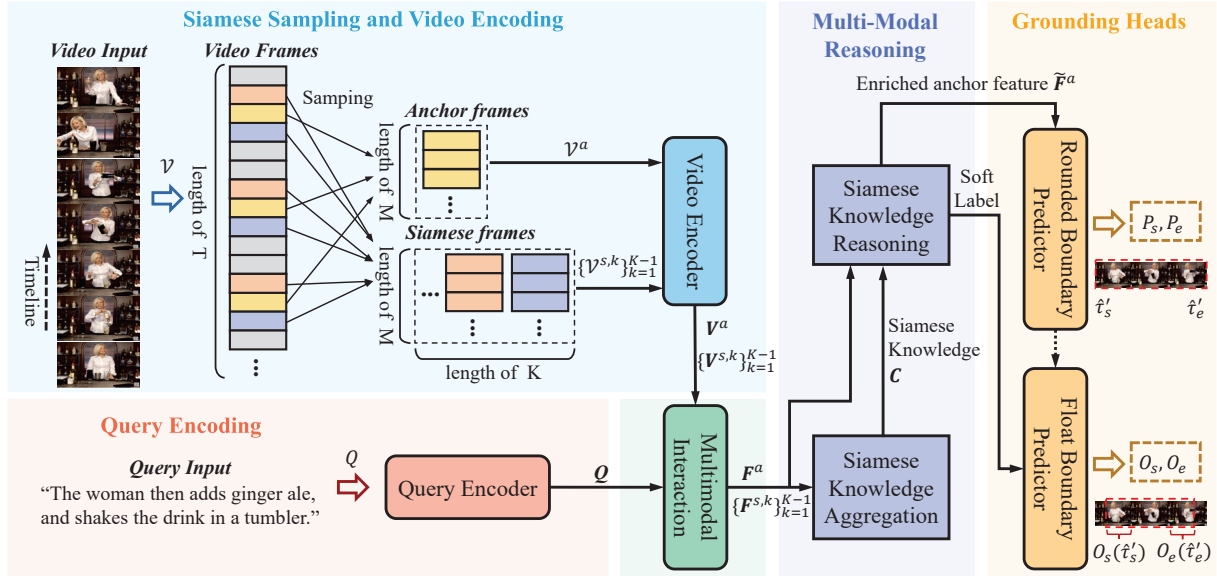 Siamese Sampling and Video Encoding
Video Input
Video Frames
𝒱
length of T
Timeline
Samping
Anchor frames
length of M
𝒱ᵃ
Siamese frames
length of M
{𝒱^{s,k}}_{k=1}^{K-1}
length of K
Video Encoder
Vᵃ
{V^{s,k}}_{k=1}^{K-1}
Query Encoding
Query Input
“The woman then adds ginger ale,
and shakes the drink in a tumbler.”
Q
Query Encoder
Q
Multimodal
Interaction
Fᵃ
{F^{s,k}}_{k=1}^{K-1}
Multi-Modal
Reasoning
Siamese
Knowledge
Reasoning
Siamese
Knowledge
C
Siamese
Knowledge
Aggregation
Grounding Heads
Enriched anchor feature F̃ᵃ
Soft
Label
Rounded Boundary
Predictor
P_s, P_e
t̂′_s
t̂′_e
Float Boundary
Predictor
O_s, O_e
O_s(t̂′_s)
O_e(t̂′_e)